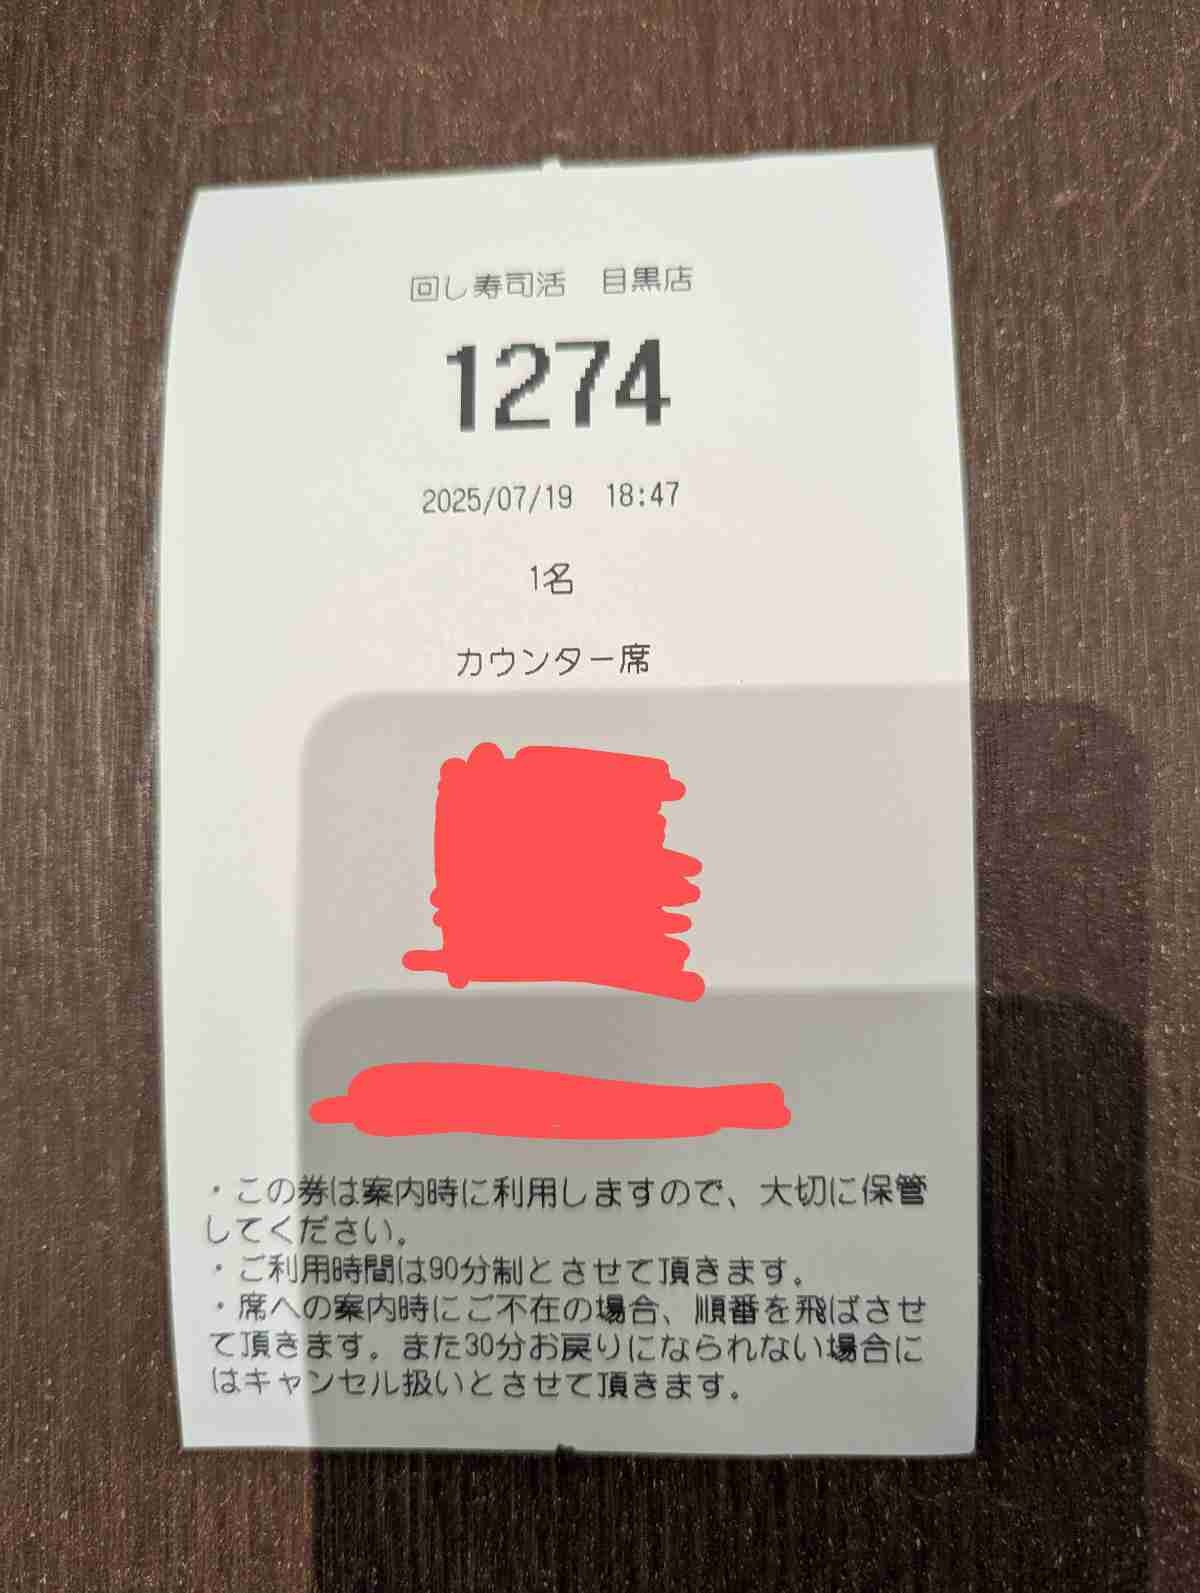 回し寿司活　目黒店
1274
2025/07/19　18:47
1名
カウンター席
・この券は案内時に利用しますので、大切に保管
してください。
・ご利用時間は90分制とさせて頂きます。
・席への案内時にご不在の場合、順番を飛ばさせ
て頂きます。また30分お戻りになられない場合に
はキャンセル扱いとさせて頂きます。